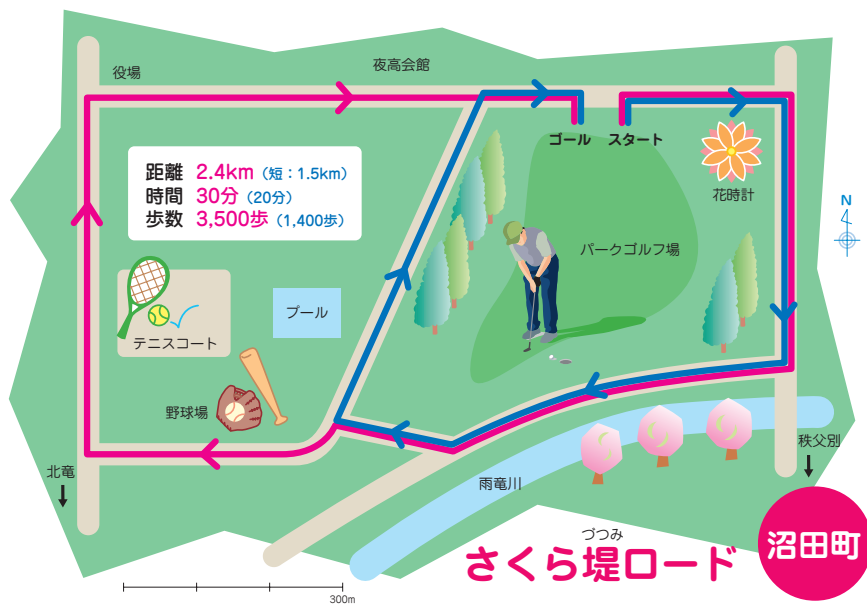 役場
夜高会館
ゴール
スタート
距離 2.4km（短：1.5km）
時間 30分（20分）
歩数 3,500歩（1,400歩）
花時計
N
パークゴルフ場
プール
テニスコート
野球場
北竜
秩父別
雨竜川
づつみ
さくら堤ロード
沼田町
300m